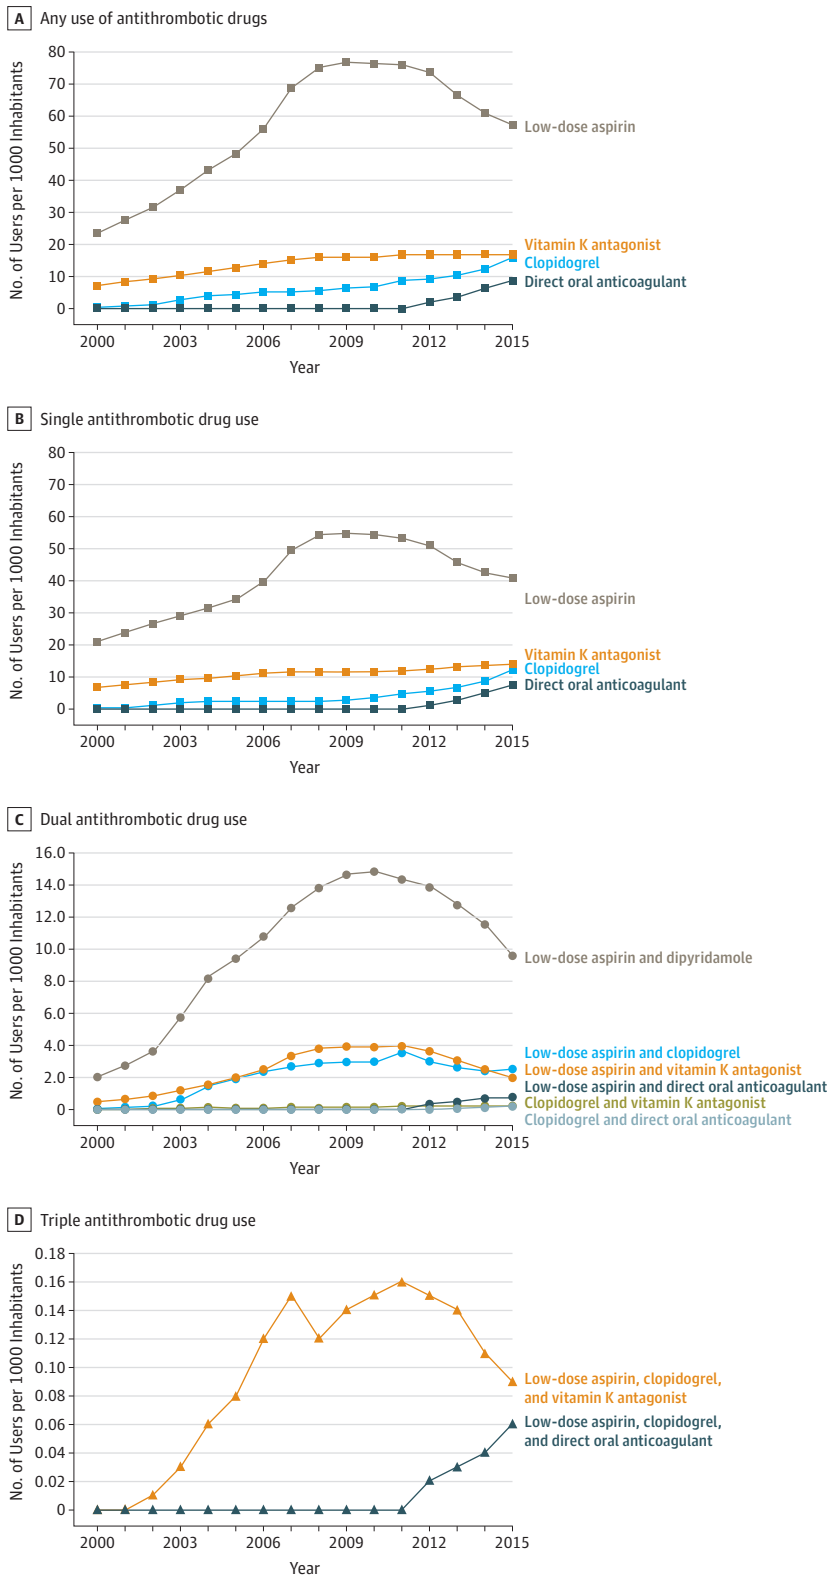 A Any use of antithrombotic drugs
No. of Users per 1000 Inhabitants
80
70
60
50
40
30
20
10
0
Low-dose aspirin
Vitamin K antagonist
Clopidogrel
Direct oral anticoagulant
2000 2003 2006 2009 2012 2015
Year
B Single antithrombotic drug use
No. of Users per 1000 Inhabitants
80
70
60
50
40
30
20
10
0
Low-dose aspirin
Vitamin K antagonist
Clopidogrel
Direct oral anticoagulant
2000 2003 2006 2009 2012 2015
Year
C Dual antithrombotic drug use
No. of Users per 1000 Inhabitants
16.0
14.0
12.0
10.0
8.0
6.0
4.0
2.0
0
Low-dose aspirin and dipyridamole
Low-dose aspirin and clopidogrel
Low-dose aspirin and vitamin K antagonist
Low-dose aspirin and direct oral anticoagulant
Clopidogrel and vitamin K antagonist
Clopidogrel and direct oral anticoagulant
2000 2003 2006 2009 2012 2015
Year
D Triple antithrombotic drug use
No. of Users per 1000 Inhabitants
0.18
0.16
0.14
0.12
0.10
0.08
0.06
0.04
0.02
0
Low-dose aspirin, clopidogrel,
and vitamin K antagonist
Low-dose aspirin, clopidogrel,
and direct oral anticoagulant
2000 2003 2006 2009 2012 2015
Year